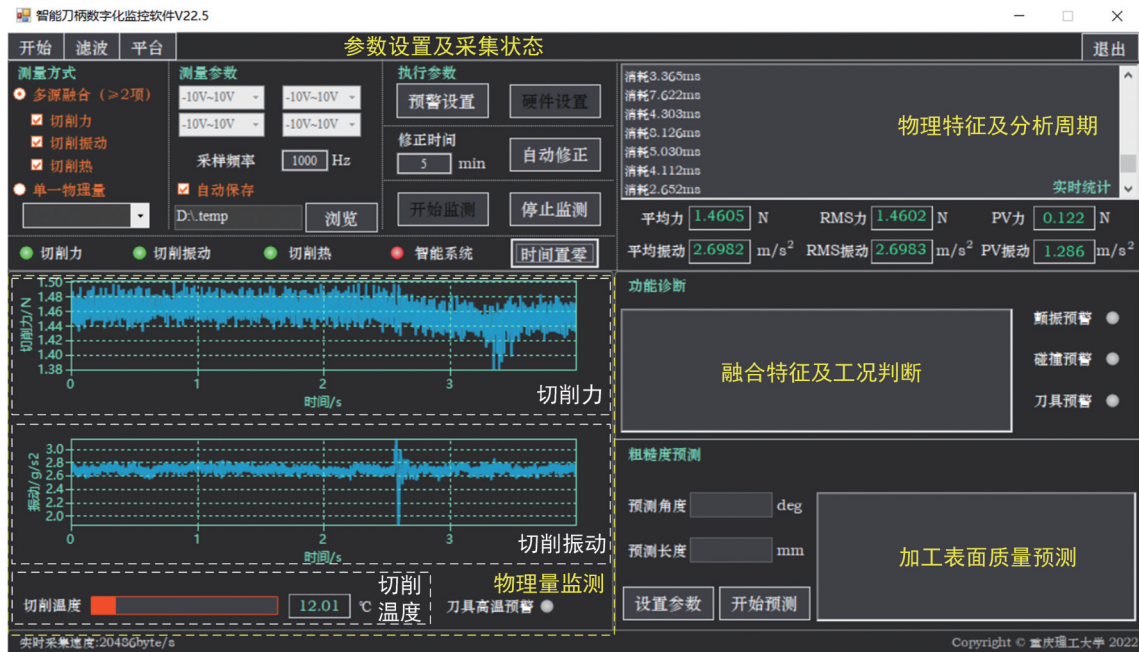 智能刀柄数字化监控软件V22.5
开始 滤波 平台 参数设置及采集状态 退出
测量方式
多源融合（≥2项）
切削力
切削振动
切削热
单一物理量
测量参数
-10V~10V -10V~10V
-10V~10V -10V~10V
采样频率 1000 Hz
自动保存
D:\.temp 浏览
执行参数
预警设置 硬件设置
修正时间
5 min 自动修正
开始监测 停止监测
切削力 切削振动 切削热 智能系统 时间置零
消耗3.365ms
消耗7.622ms
消耗4.303ms
消耗8.126ms
消耗5.030ms
消耗4.112ms
消耗2.652ms
物理特征及分析周期
实时统计
平均力 1.4605 N RMS力 1.4602 N PV力 0.122 N
平均振动 2.6982 m/s² RMS振动 2.6983 m/s² PV振动 1.286 m/s²
切削力/N
1.50
1.48
1.46
1.44
1.42
1.40
1.38
0 1 2 3
时间/s
切削力
振动/g/s2
3.0
2.8
2.6
2.4
2.2
2.0
0 1 2 3
时间/s
切削振动
物理量监测
切削温度 12.01 ℃
切削
温度
刀具高温预警
实时采集速度:20486byte/s
功能诊断
融合特征及工况判断
颤振预警
碰撞预警
刀具预警
粗糙度预测
预测角度 deg
预测长度 mm
设置参数 开始预测
加工表面质量预测
Copyright © 重庆理工大学 2022